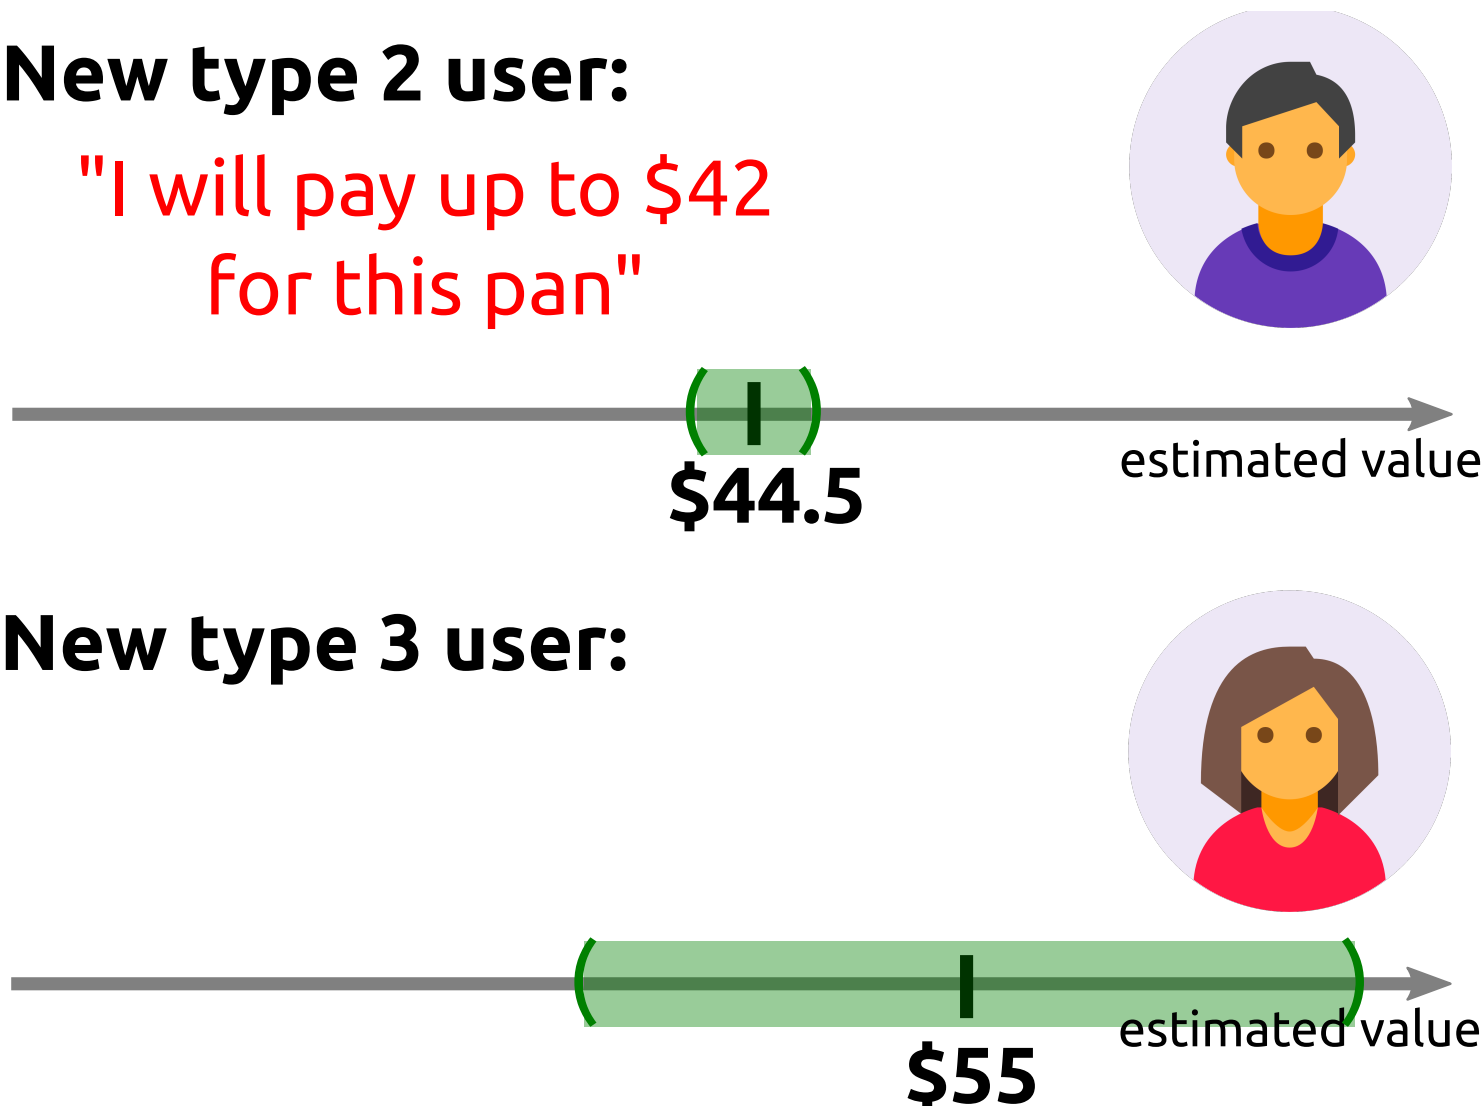 New type 2 user:
"I will pay up to $42
for this pan"
estimated value
$44.5
New type 3 user:
estimated value
$55